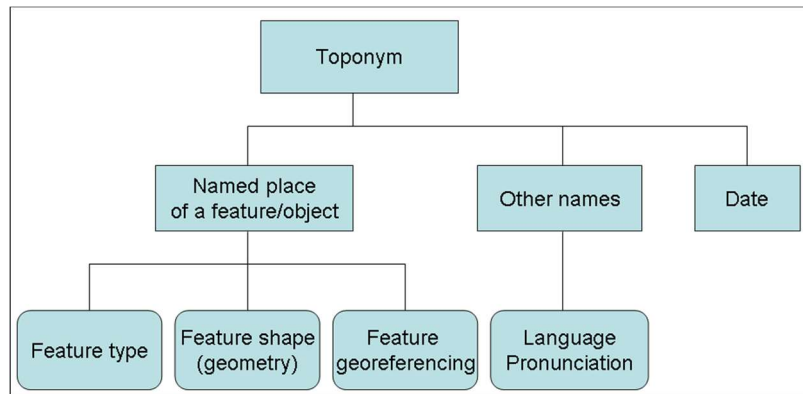 Toponym
Named place
of a feature/object
Other names
Date
Feature type
Feature shape
(geometry)
Feature
georeferencing
Language
Pronunciation